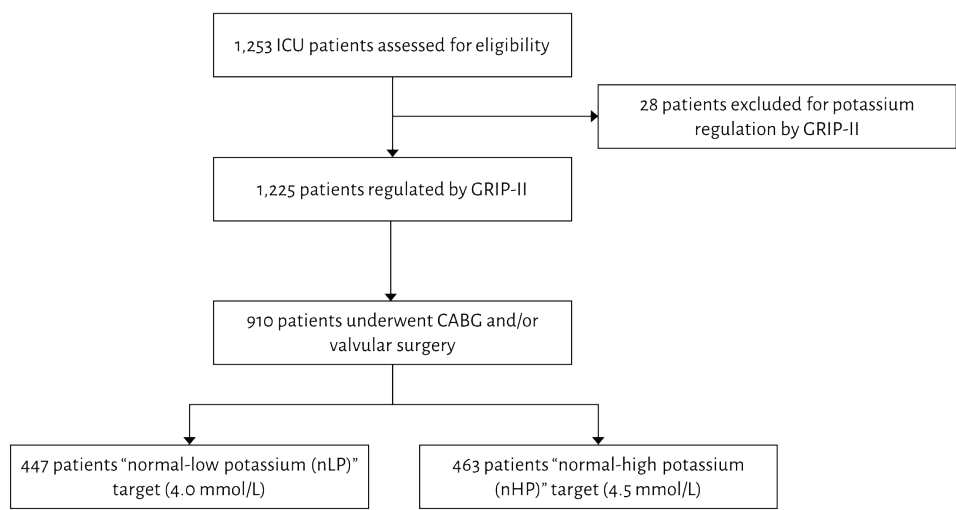 1,253 ICU patients assessed for eligibility
28 patients excluded for potassium
regulation by GRIP-II
1,225 patients regulated by GRIP-II
910 patients underwent CABG and/or
valvular surgery
447 patients “normal-low potassium (nLP)”
target (4.0 mmol/L)
463 patients “normal-high potassium
(nHP)” target (4.5 mmol/L)